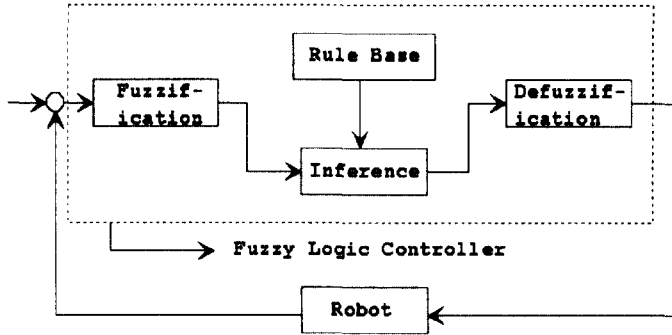 Rule Base
Fuzzif-
ication
Defuzzif-
ication
Inference
Fuzzy Logic Controller
Robot